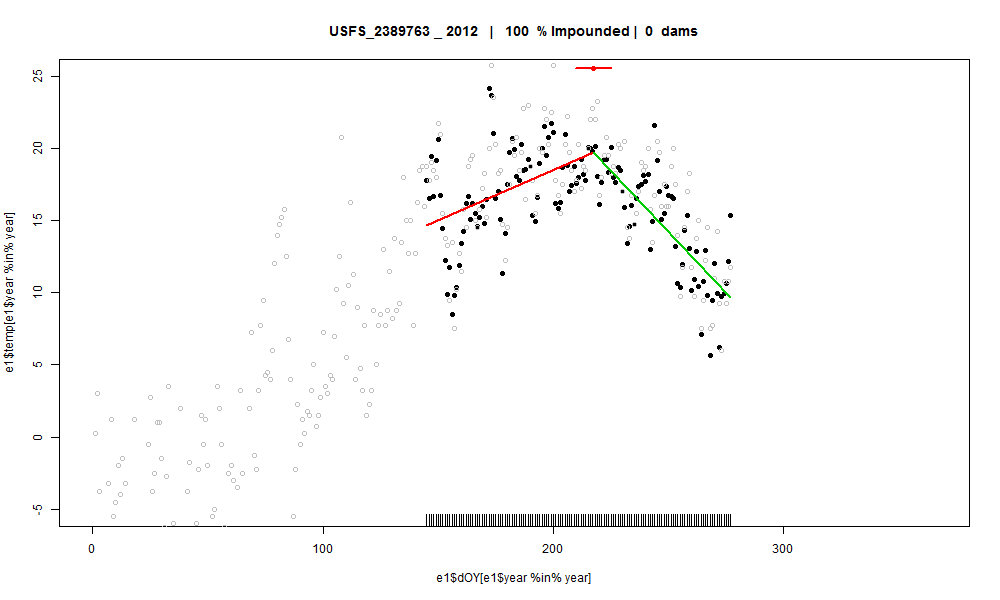 USFS_2389763 _ 2012 | 100 % Impounded | 0 dams
e1$temp[e1$year %in% year]
25
20
15
10
5
0
-5
0 100 200 300
e1$dOY[e1$year %in% year]